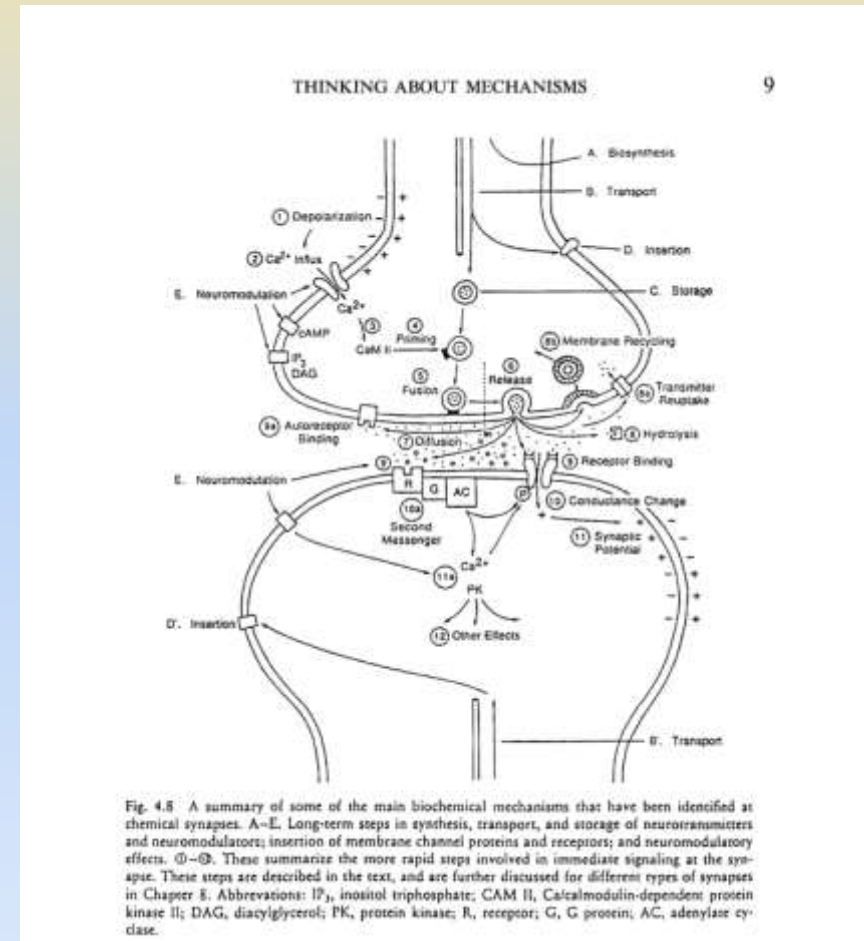 THINKING ABOUT MECHANISMS 9
A. Biosynthesis
B. Transport
① Depolarization
D. Insertion
② Ca2+ Influx
C. Storage
E. Neuromodulation
Ca2+
③
④ Priming
cAMP
CaM II
8b Membrane Recycling
IP3
DAG
⑤ Fusion
⑥ Release
8c Transmitter Reuptake
9a Autoreceptor Binding
⑦ Diffusion
⑧ Hydrolysis
E. Neuromodulation
⑨
⑨ Receptor Binding
R
G
AC
P
⑩ Conductance Change
10a Second Messenger
⑪ Synaptic Potential
11a Ca2+
PK
D'. Insertion
⑫ Other Effects
B'. Transport
Fig. 4.8 A summary of some of the main biochemical mechanisms that have been identified at
chemical synapses. A–E, Long-term steps in synthesis, transport, and storage of neurotransmitters
and neuromodulators; insertion of membrane channel proteins and receptors; and neuromodulatory
effects. ①–⑫. These summarize the more rapid steps involved in immediate signaling at the syn-
apse. These steps are described in the text, and are further discussed for different types of synapses
in Chapter 8. Abbrevations: IP3, inositol triphosphate; CAM II, Ca/calmodulin-dependent protein
kinase II; DAG, diacylglycerol; PK, protein kinase; R, receptor; G, G protein; AC, adenylate cy-
clase.